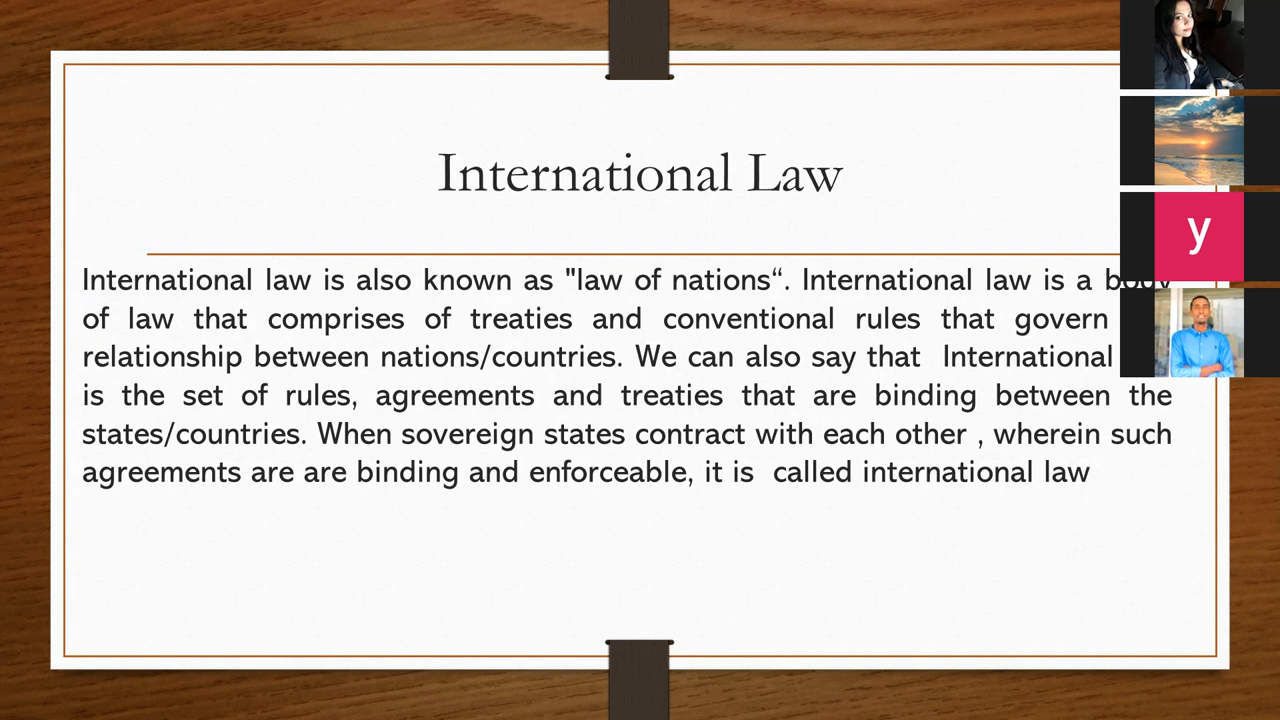 International Law
International law is also known as "law of nations“. International law is a body
of law that comprises of treaties and conventional rules that govern
relationship between nations/countries. We can also say that International
is the set of rules, agreements and treaties that are binding between the
states/countries. When sovereign states contract with each other , wherein such
agreements are are binding and enforceable, it is called international law
y